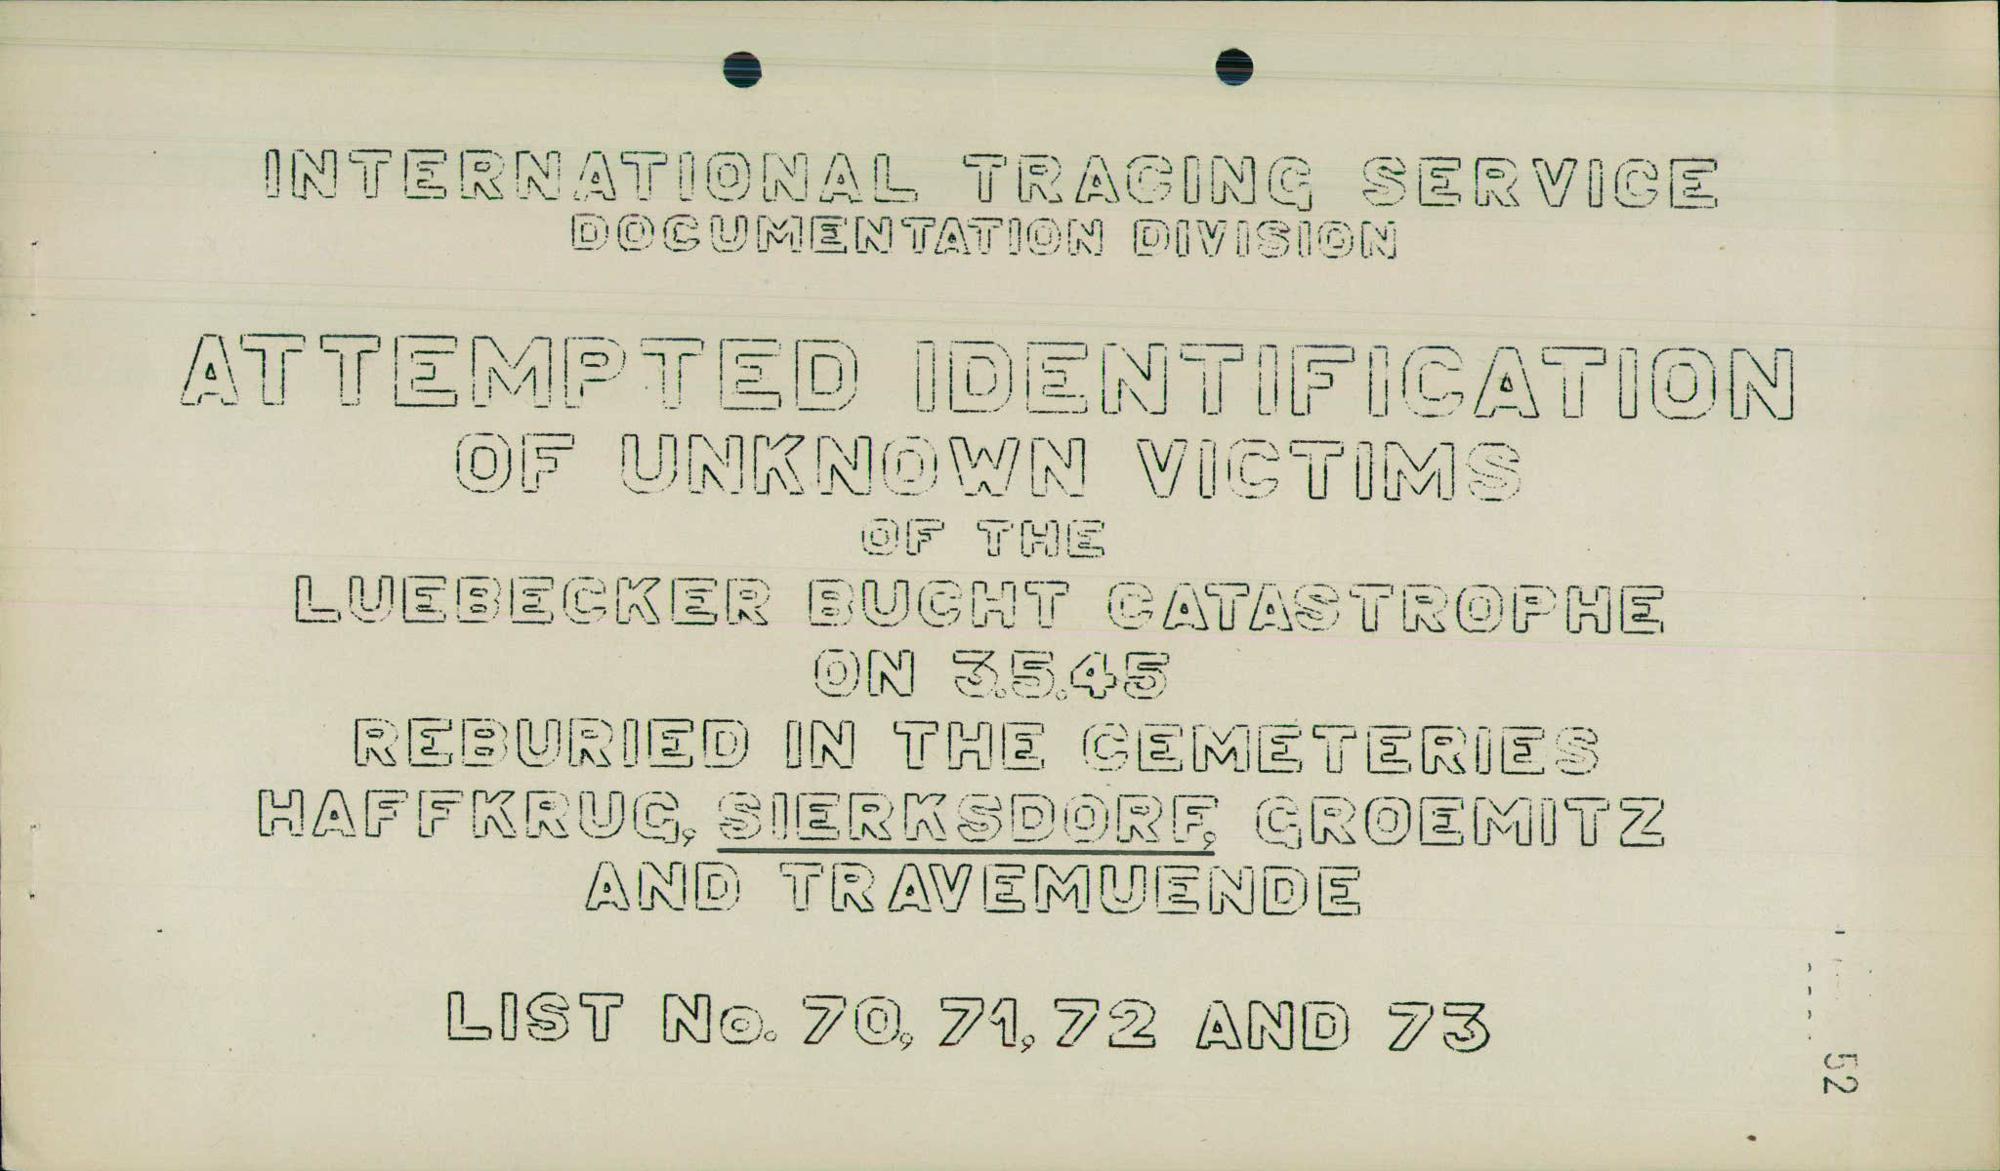 INTERNATIONAL TRACING SERVICE
DOCUMENTATION DIVISION
ATTEMPTED IDENTIFICATION
OF UNKNOWN VICTIMS
OF THE
LUEBECKER BUCHT CATASTROPHE
ON 3.5.45
REBURIED IN THE CEMETERIES
HAFFKRUG, SIERKSDORF, GROEMITZ
AND TRAVEMUENDE
LIST No. 70, 71, 72 AND 73
52